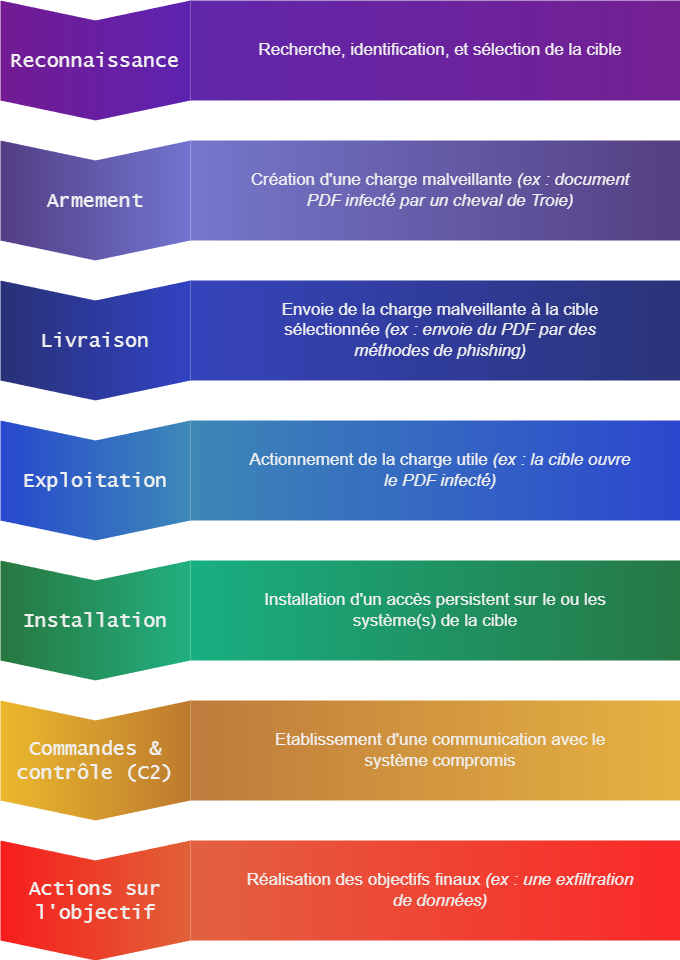 Reconnaissance
Recherche, identification, et sélection de la cible
Armement
Création d'une charge malveillante (ex : document
PDF infecté par un cheval de Troie)
Livraison
Envoie de la charge malveillante à la cible
sélectionnée (ex : envoie du PDF par des
méthodes de phishing)
Exploitation
Actionnement de la charge utile (ex : la cible ouvre
le PDF infecté)
Installation
Installation d'un accès persistent sur le ou les
système(s) de la cible
Commandes &
contrôle (C2)
Etablissement d'une communication avec le
système compromis
Actions sur
l'objectif
Réalisation des objectifs finaux (ex : une exfiltration
de données)